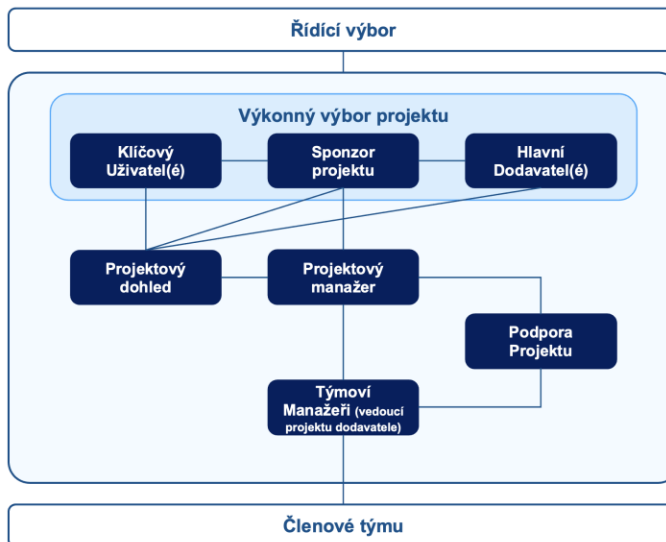 Řídící výbor
Výkonný výbor projektu
Klíčový
Uživatel(é)
Sponzor
projektu
Hlavní
Dodavatel(é)
Projektový
dohled
Projektový
manažer
Podpora
Projektu
Týmoví
Manažeři (vedoucí
projektu dodavatele)
Členové týmu